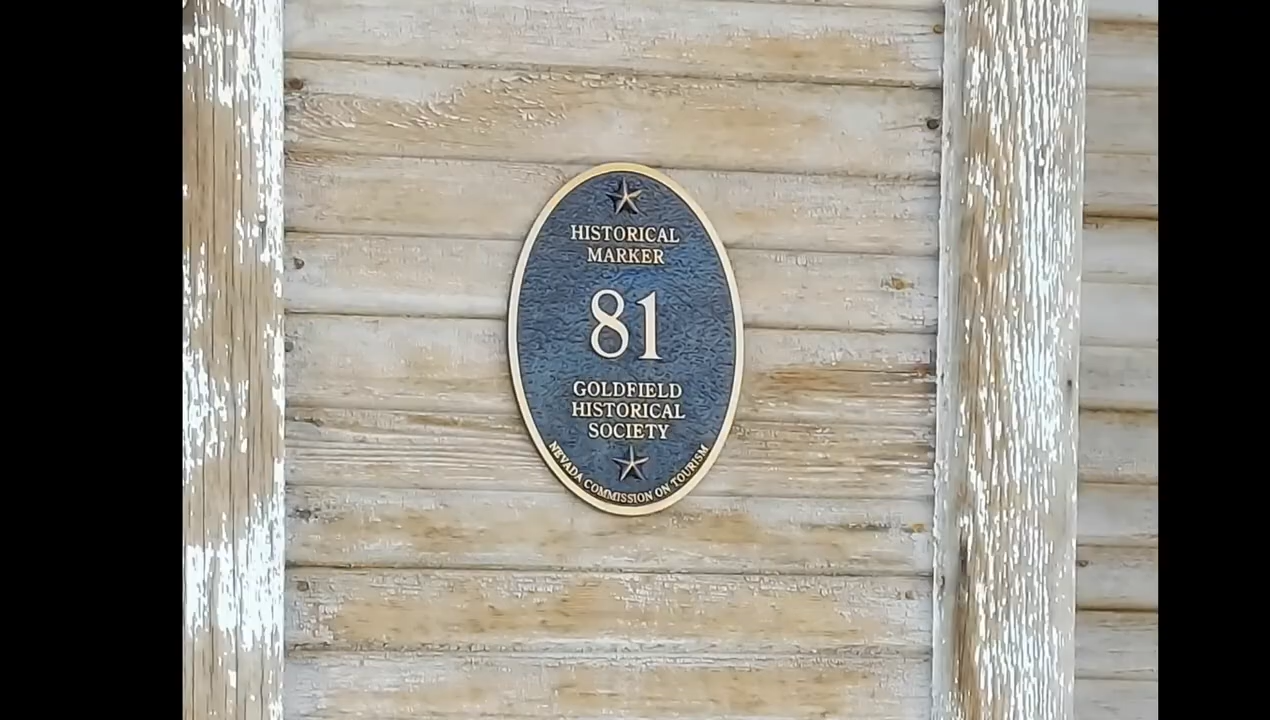 HISTORICAL
MARKER
81
GOLDFIELD
HISTORICAL
SOCIETY
NEVADA COMMISSION ON TOURISM